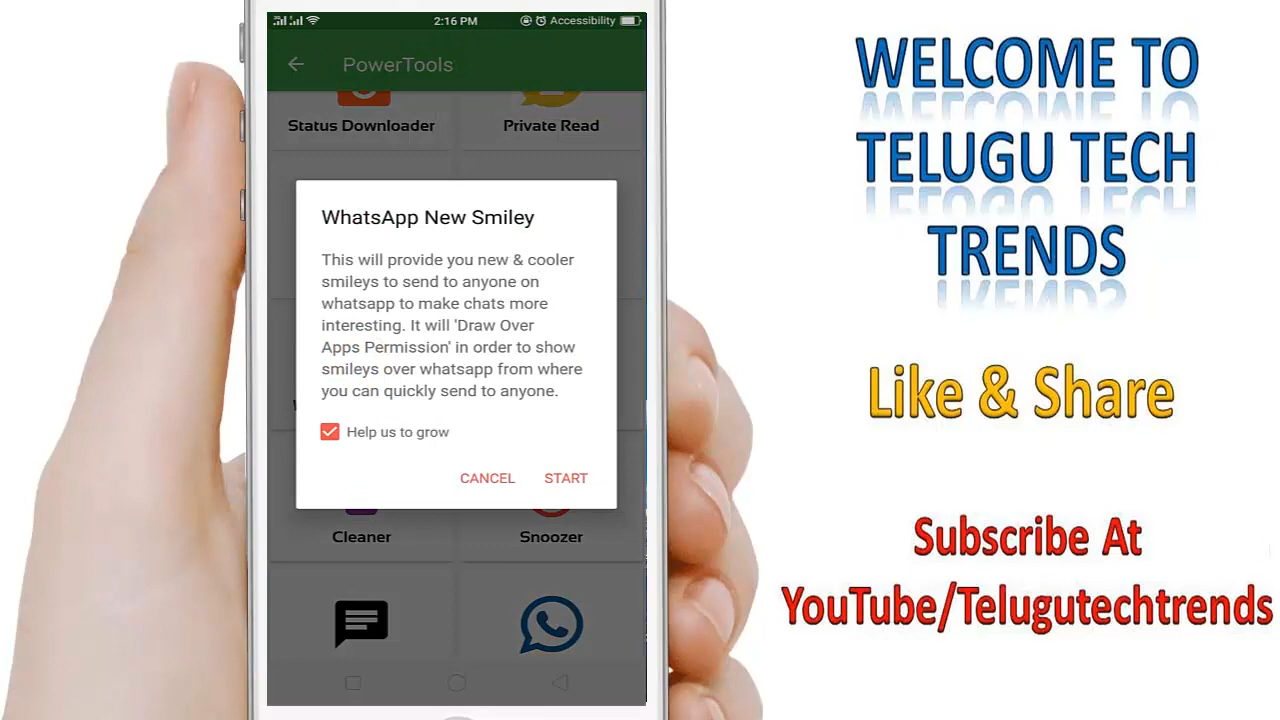 2:16 PM
Accessibility
PowerTools
Status Downloader
Private Read
WhatsApp New Smiley
This will provide you new & cooler
smileys to send to anyone on
whatsapp to make chats more
interesting. It will 'Draw Over
Apps Permission' in order to show
smileys over whatsapp from where
you can quickly send to anyone.
Help us to grow
CANCEL
START
Cleaner
Snoozer
WELCOME TO
TELUGU TECH
TRENDS
Like & Share
Subscribe At
YouTube/Telugutechtrends